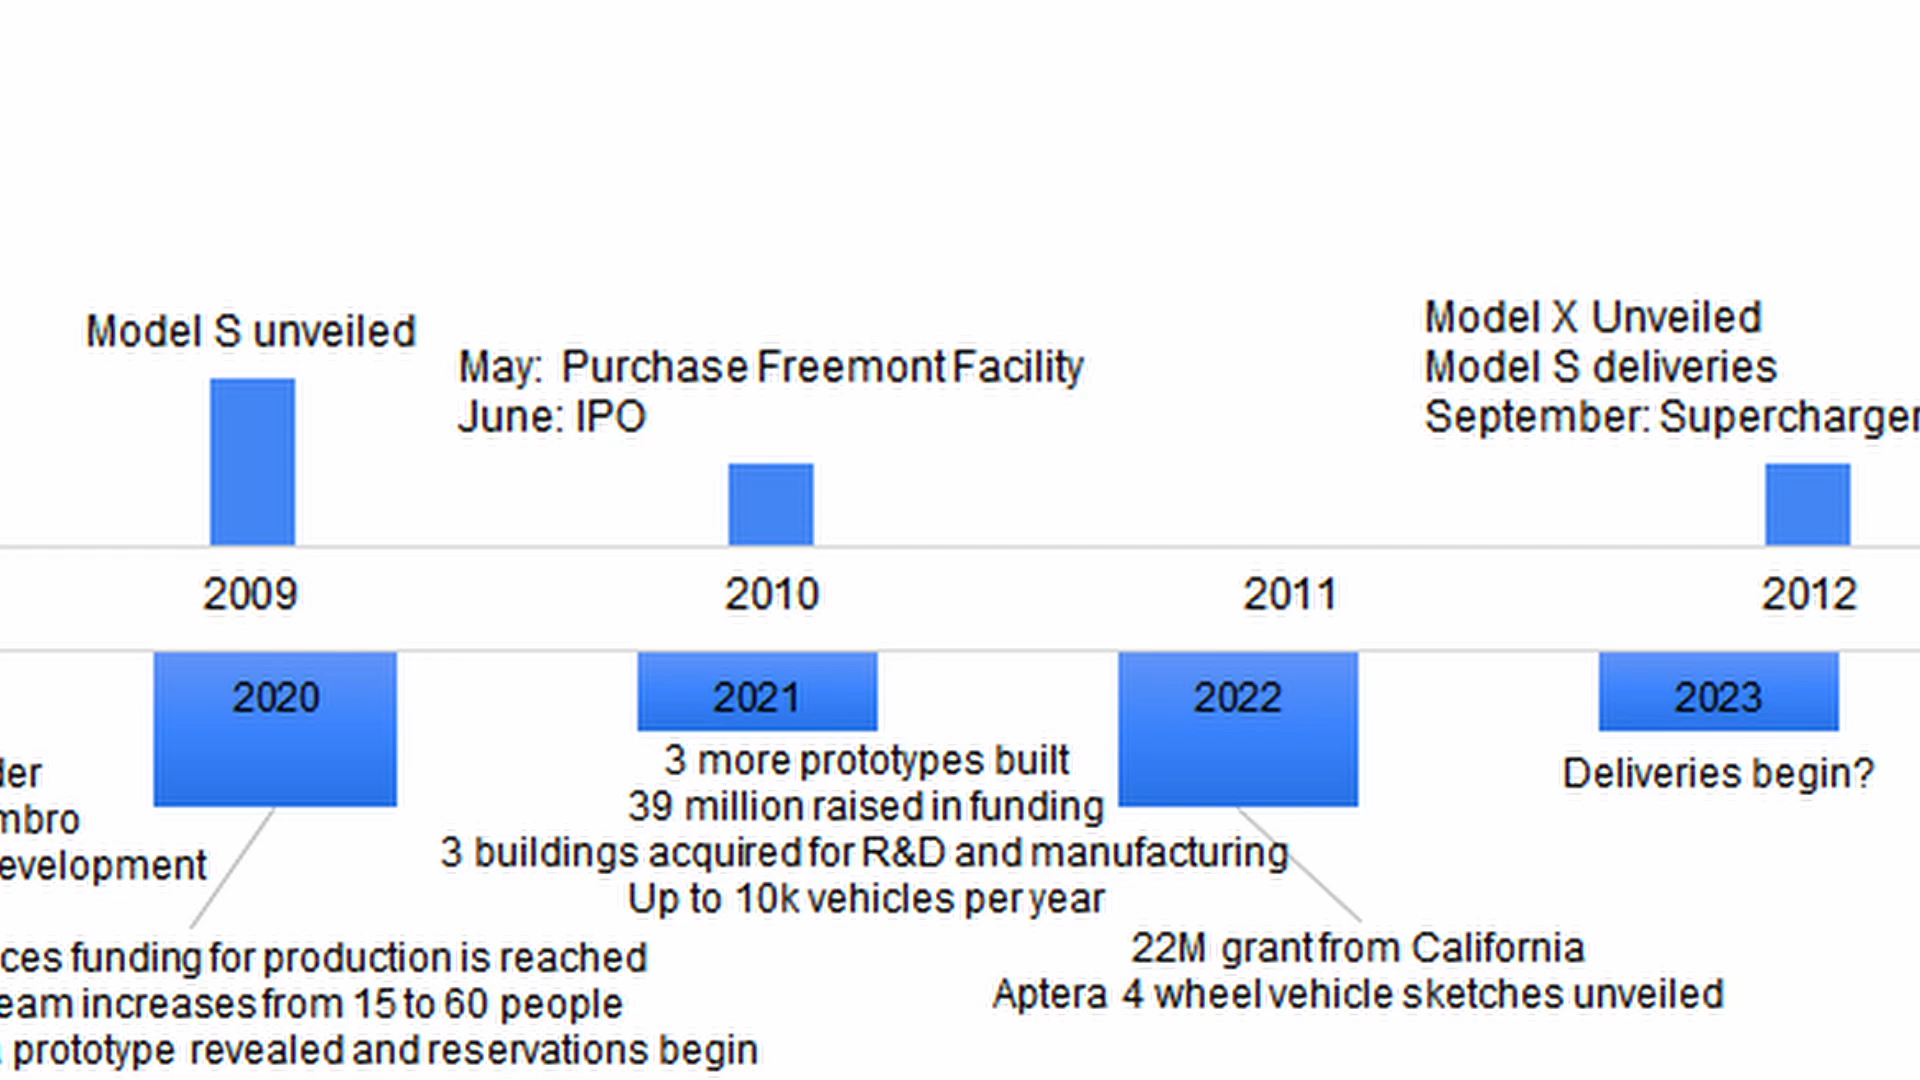 Model S unveiled
May: Purchase Freemont Facility
June: IPO
Model X Unveiled
Model S deliveries
September: Supercharger
2009
2010
2011
2012
2020
2021
2022
2023
der
mbro
evelopment
3 more prototypes built
39 million raised in funding
3 buildings acquired for R&D and manufacturing
Up to 10k vehicles per year
Deliveries begin?
ces funding for production is reached
eam increases from 15 to 60 people
prototype revealed and reservations begin
22M grant from California
Aptera 4 wheel vehicle sketches unveiled